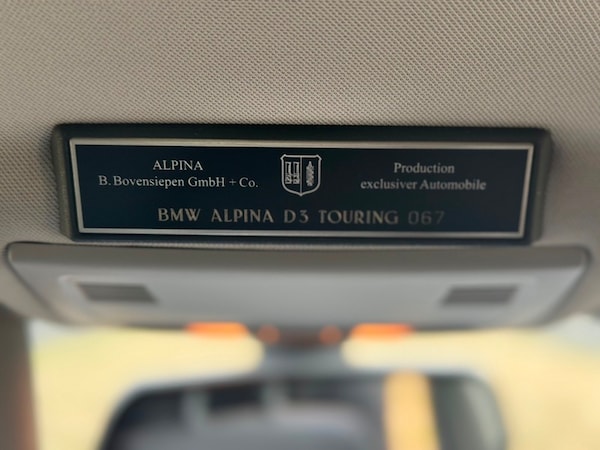 ALPINA
B. Bovensiepen GmbH + Co.
Production
exclusiver Automobile
BMW ALPINA D3 TOURING 067